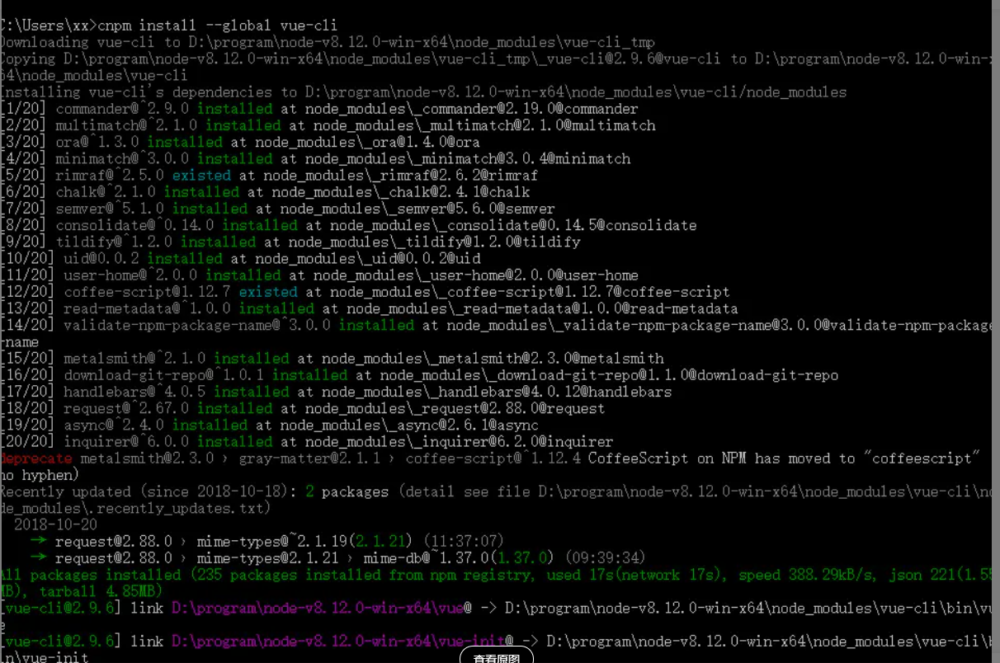 C:\Users\xx>cnpm install --global vue-cli
Downloading vue-cli to D:\program\node-v8.12.0-win-x64\node_modules\vue-cli_tmp
Copying D:\program\node-v8.12.0-win-x64\node_modules\vue-cli_tmp\_vue-cli@2.9.6@vue-cli to D:\program\node-v8.12.0-win-x
64\node_modules\vue-cli
Installing vue-cli's dependencies to D:\program\node-v8.12.0-win-x64\node_modules\vue-cli/node_modules
[1/20] commander@^2.9.0 installed at node_modules\_commander@2.19.0@commander
[2/20] multimatch@^2.1.0 installed at node_modules\_multimatch@2.1.0@multimatch
[3/20] ora@^1.3.0 installed at node_modules\_ora@1.4.0@ora
[4/20] minimatch@^3.0.0 installed at node_modules\_minimatch@3.0.4@minimatch
[5/20] rimraf@^2.5.0 existed at node_modules\_rimraf@2.6.2@rimraf
[6/20] chalk@^2.1.0 installed at node_modules\_chalk@2.4.1@chalk
[7/20] semver@^5.1.0 installed at node_modules\_semver@5.6.0@semver
[8/20] consolidate@^0.14.0 installed at node_modules\_consolidate@0.14.5@consolidate
[9/20] tildify@^1.2.0 installed at node_modules\_tildify@1.2.0@tildify
[10/20] uid@0.0.2 installed at node_modules\_uid@0.0.2@uid
[11/20] user-home@^2.0.0 installed at node_modules\_user-home@2.0.0@user-home
[12/20] coffee-script@1.12.7 existed at node_modules\_coffee-script@1.12.7@coffee-script
[13/20] read-metadata@^1.0.0 installed at node_modules\_read-metadata@1.0.0@read-metadata
[14/20] validate-npm-package-name@^3.0.0 installed at node_modules\_validate-npm-package-name@3.0.0@validate-npm-package
-name
[15/20] metalsmith@^2.1.0 installed at node_modules\_metalsmith@2.3.0@metalsmith
[16/20] download-git-repo@^1.0.1 installed at node_modules\_download-git-repo@1.1.0@download-git-repo
[17/20] handlebars@^4.0.5 installed at node_modules\_handlebars@4.0.12@handlebars
[18/20] request@^2.67.0 installed at node_modules\_request@2.88.0@request
[19/20] async@^2.4.0 installed at node_modules\_async@2.6.1@async
[20/20] inquirer@^6.0.0 installed at node_modules\_inquirer@6.2.0@inquirer
deprecate metalsmith@2.3.0 › gray-matter@2.1.1 › coffee-script@^1.12.4 CoffeeScript on NPM has moved to "coffeescript"
no hyphen)
Recently updated (since 2018-10-18): 2 packages (detail see file D:\program\node-v8.12.0-win-x64\node_modules\vue-cli\no
de_modules\.recently_updates.txt)
2018-10-20
→ request@2.88.0 › mime-types@~2.1.19(2.1.21) (11:37:07)
→ request@2.88.0 › mime-types@2.1.21 › mime-db@~1.37.0(1.37.0) (09:39:34)
All packages installed (235 packages installed from npm registry, used 17s(network 17s), speed 388.29kB/s, json 221(1.55
MB), tarball 4.85MB)
[vue-cli@2.9.6] link D:\program\node-v8.12.0-win-x64\vue@ -> D:\program\node-v8.12.0-win-x64\node_modules\vue-cli\bin\vu
e
[vue-cli@2.9.6] link D:\program\node-v8.12.0-win-x64\vue-init@ -> D:\program\node-v8.12.0-win-x64\node_modules\vue-cli\b
in\vue-init
查看原图